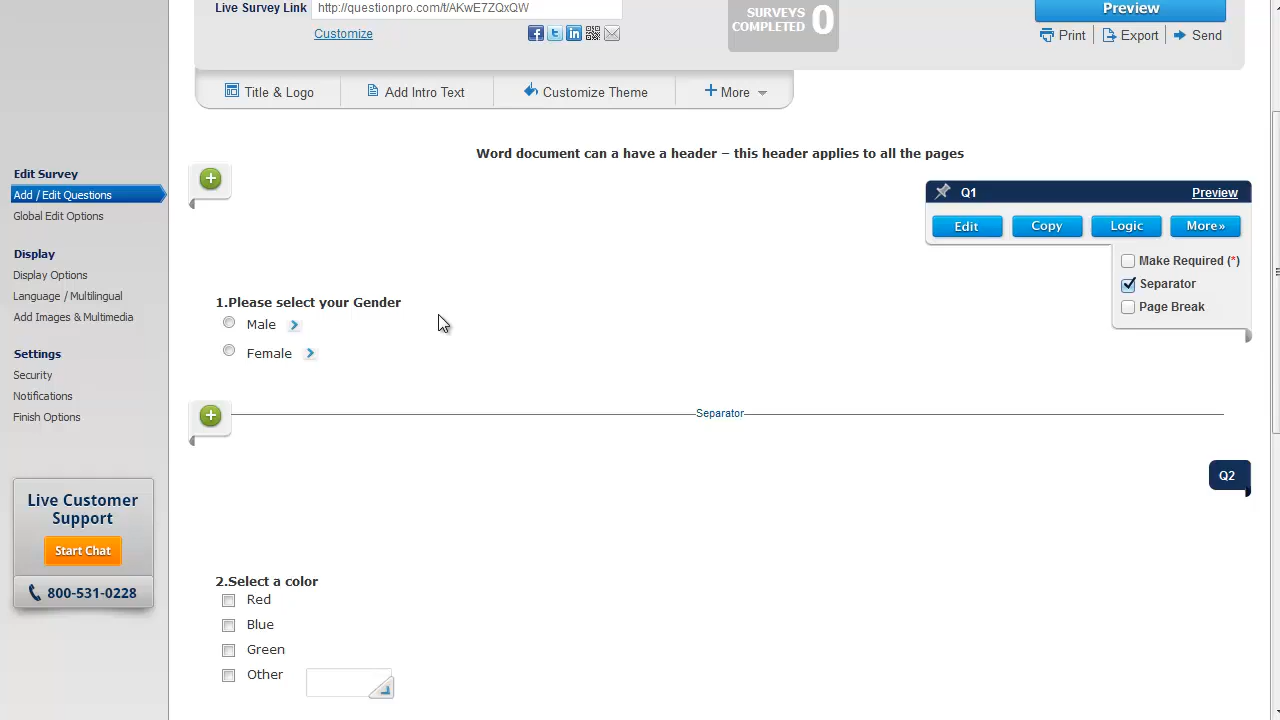 Live Survey Link http://questionpro.com/t/AKwE7ZQxQW
Customize
SURVEYS COMPLETED 0
Preview
Print Export Send
Title & Logo Add Intro Text Customize Theme + More
Word document can a have a header – this header applies to all the pages
Edit Survey
Add / Edit Questions
Global Edit Options
Display
Display Options
Language / Multilingual
Add Images & Multimedia
Settings
Security
Notifications
Finish Options
Live Customer Support
Start Chat
800-531-0228
Q1 Preview
Edit Copy Logic More»
Make Required (*)
Separator
Page Break
1.Please select your Gender
Male
Female
Separator
Q2
2.Select a color
Red
Blue
Green
Other